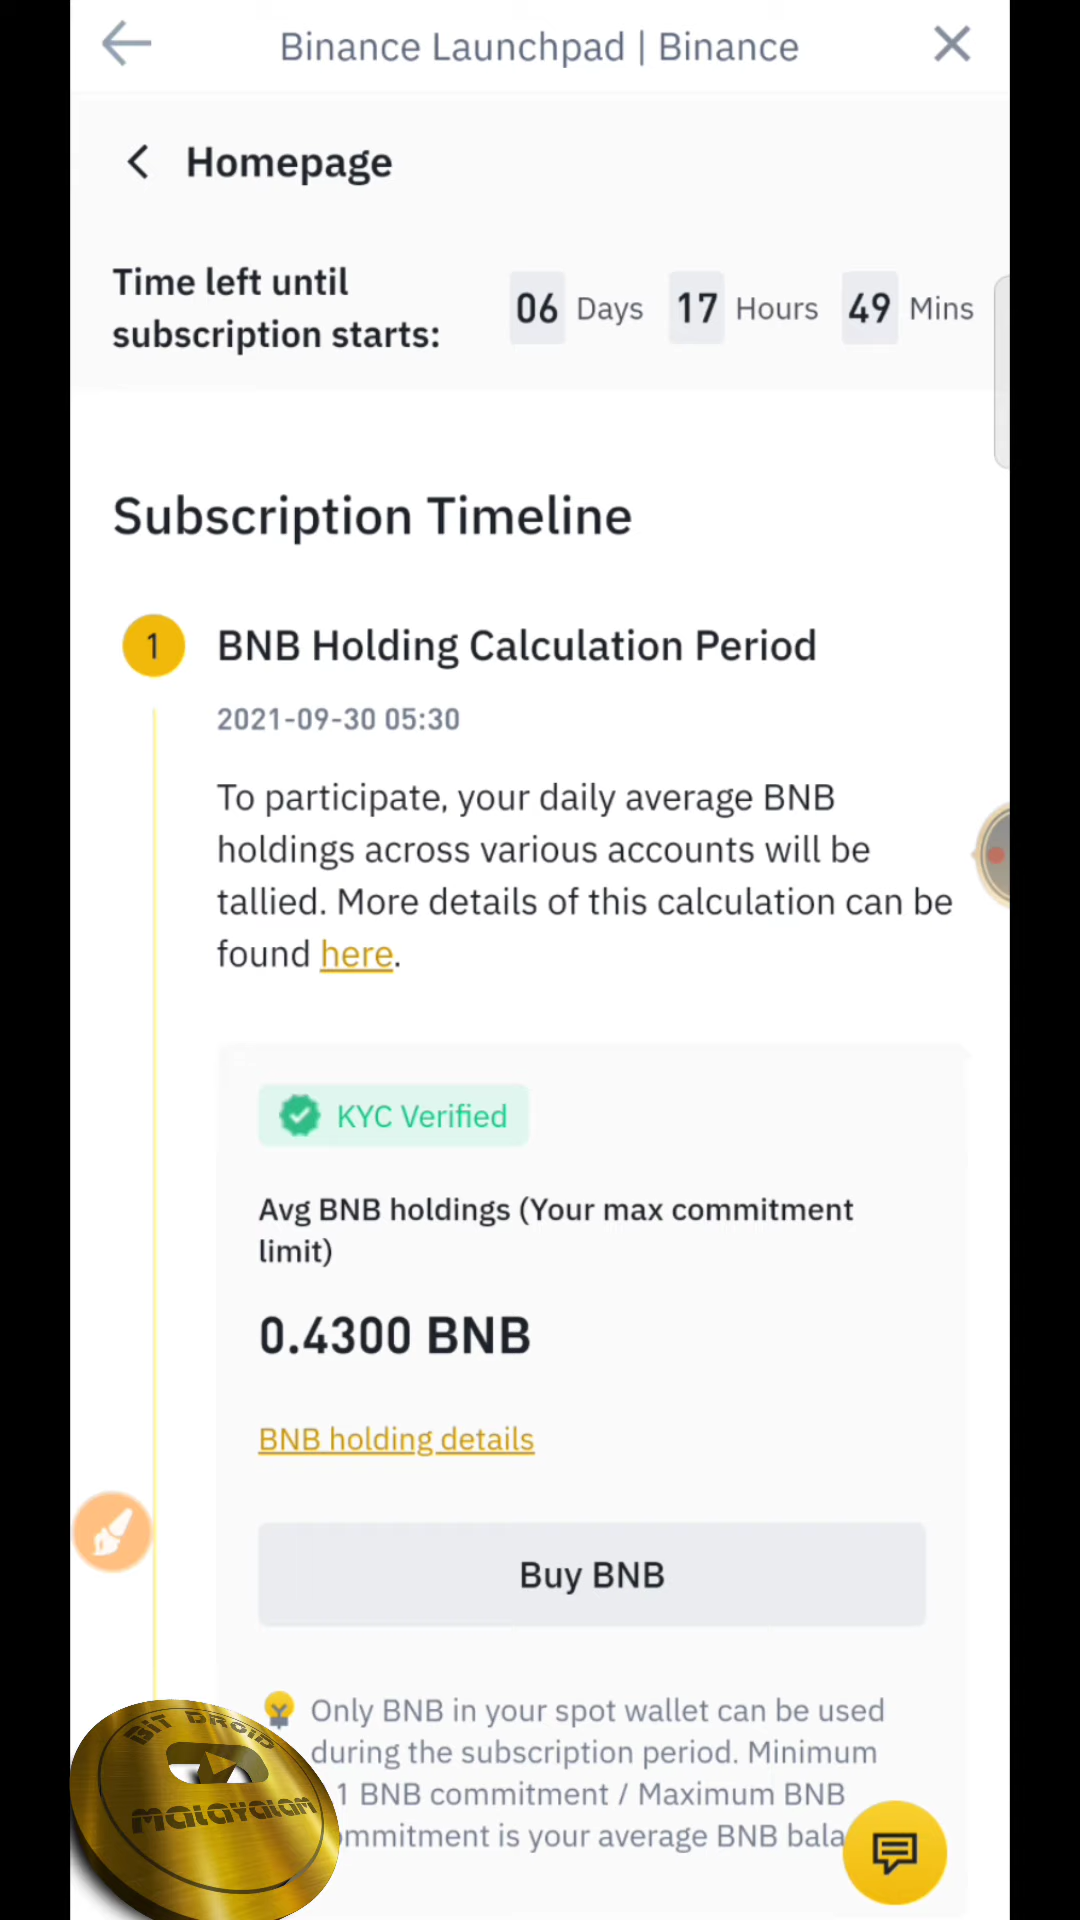 Binance Launchpad | Binance
Homepage
Time left until
subscription starts:
06 Days 17 Hours 49 Mins
Subscription Timeline
1
BNB Holding Calculation Period
2021-09-30 05:30
To participate, your daily average BNB
holdings across various accounts will be
tallied. More details of this calculation can be
found here.
KYC Verified
Avg BNB holdings (Your max commitment
limit)
0.4300 BNB
BNB holding details
Buy BNB
Only BNB in your spot wallet can be used
during the subscription period. Minimum
1 BNB commitment / Maximum BNB
is your average BNB
BIT DROID
MALAYALAM